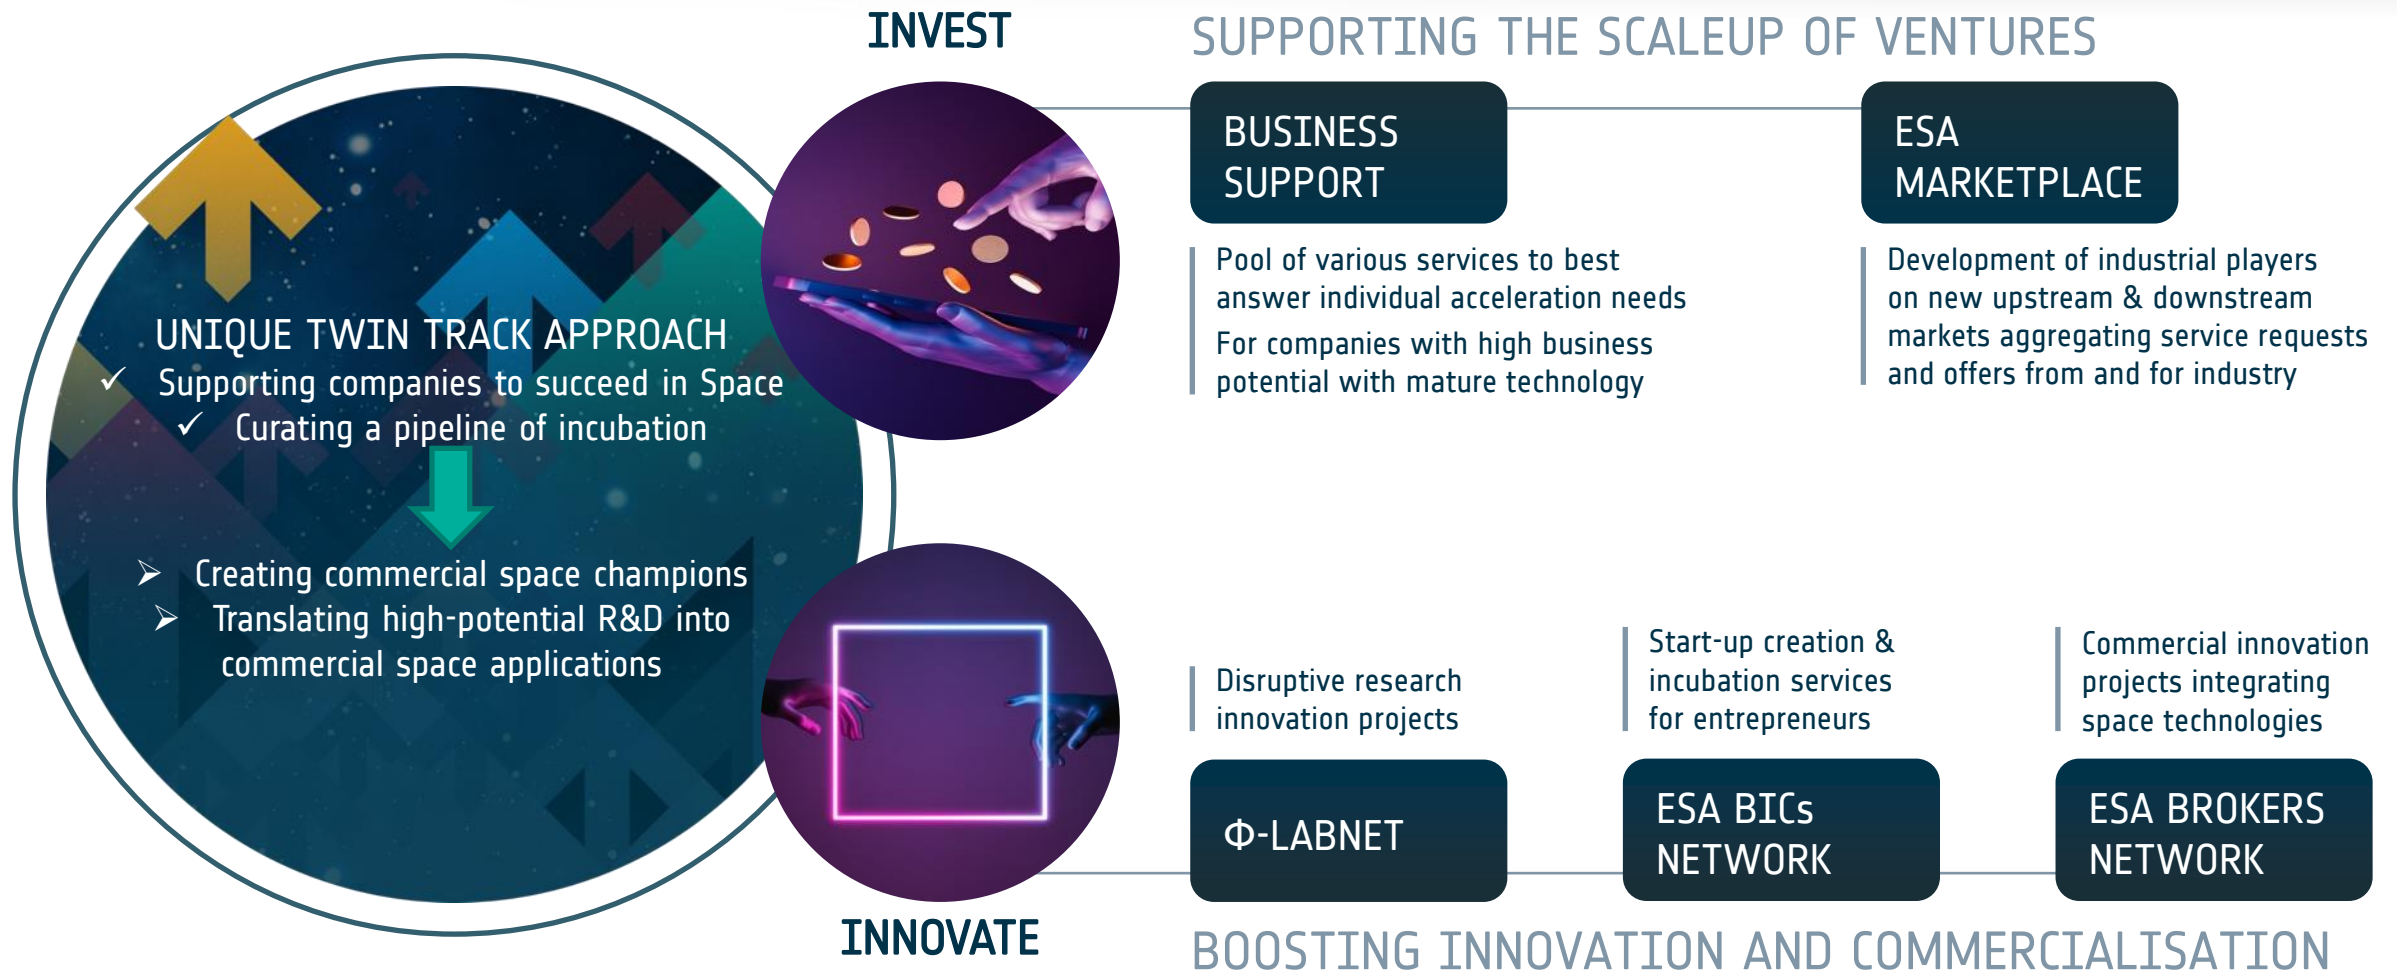 INVEST
SUPPORTING THE SCALEUP OF VENTURES
BUSINESS
SUPPORT
Pool of various services to best
answer individual acceleration needs
For companies with high business
potential with mature technology
ESA
MARKETPLACE
Development of industrial players
on new upstream & downstream
markets aggregating service requests
and offers from and for industry
UNIQUE TWIN TRACK APPROACH
✓ Supporting companies to succeed in Space
✓ Curating a pipeline of incubation
➢ Creating commercial space champions
➢ Translating high-potential R&D into
commercial space applications
Disruptive research
innovation projects
Φ-LABNET
Start-up creation &
incubation services
for entrepreneurs
ESA BICs
NETWORK
Commercial innovation
projects integrating
space technologies
ESA BROKERS
NETWORK
INNOVATE
BOOSTING INNOVATION AND COMMERCIALISATION